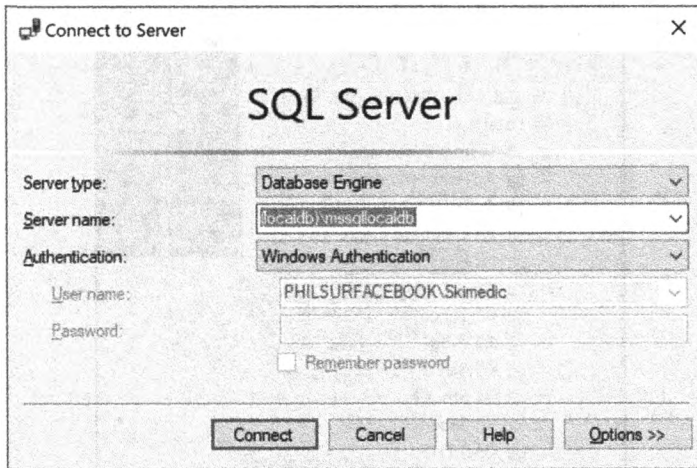 Connect to Server
SQL Server
Server type: Database Engine
Server name: (localdb)\mssqllocaldb
Authentication: Windows Authentication
User name: PHILSURFACEBOOK\Skimedic
Password:
Remember password
Connect Cancel Help Options >>